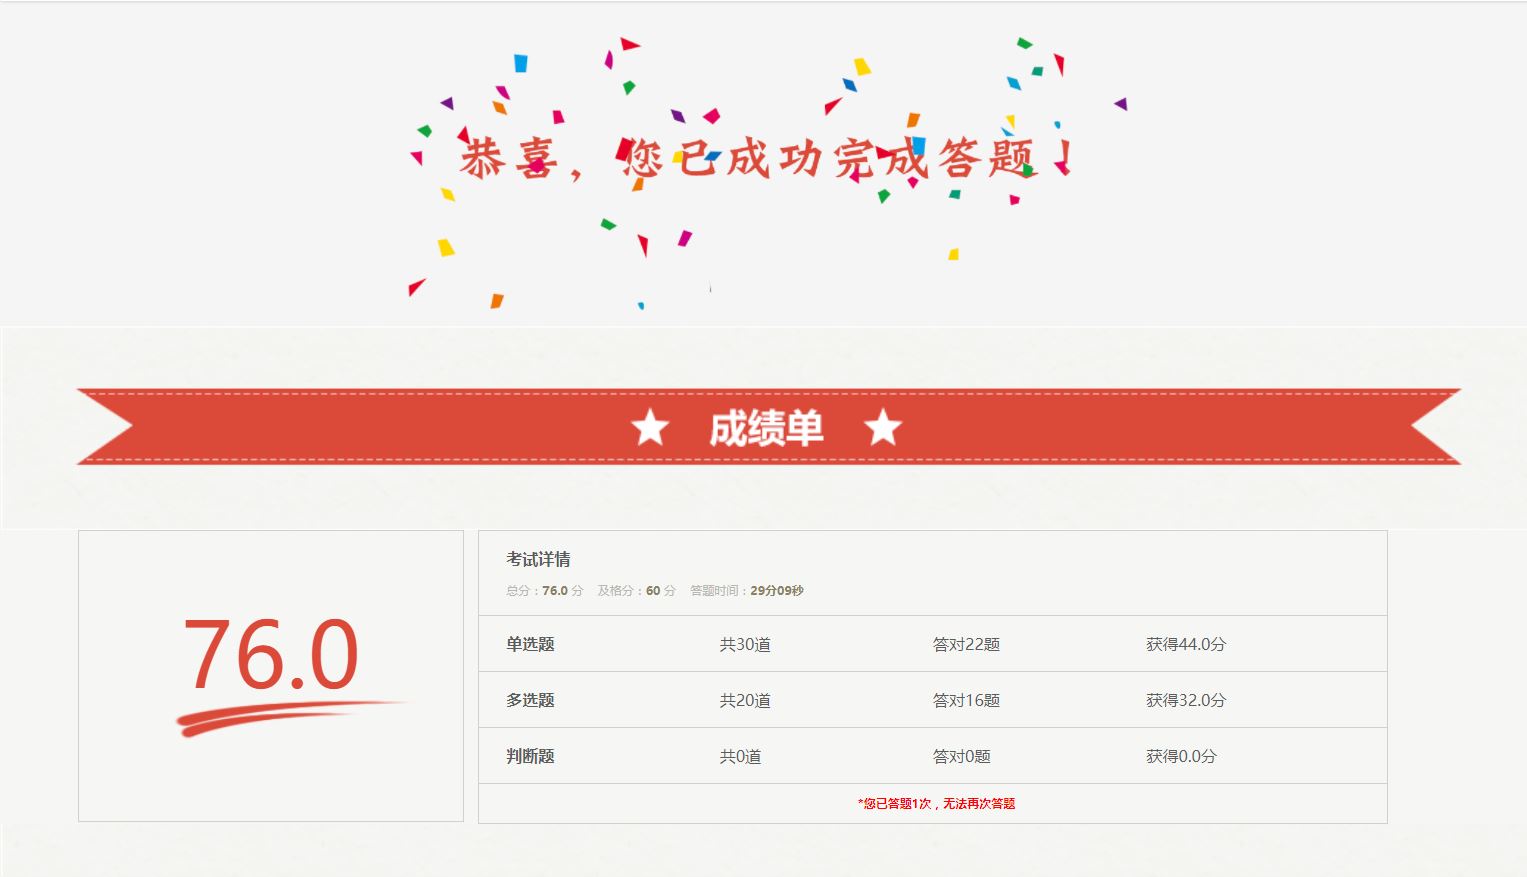 恭喜，您已成功完成答题！
成绩单
76.0
考试详情
总分：76.0 分 及格分：60 分 答题时间：29分09秒
单选题 共30道 答对22题 获得44.0分
多选题 共20道 答对16题 获得32.0分
判断题 共0道 答对0题 获得0.0分
*您已答题1次，无法再次答题